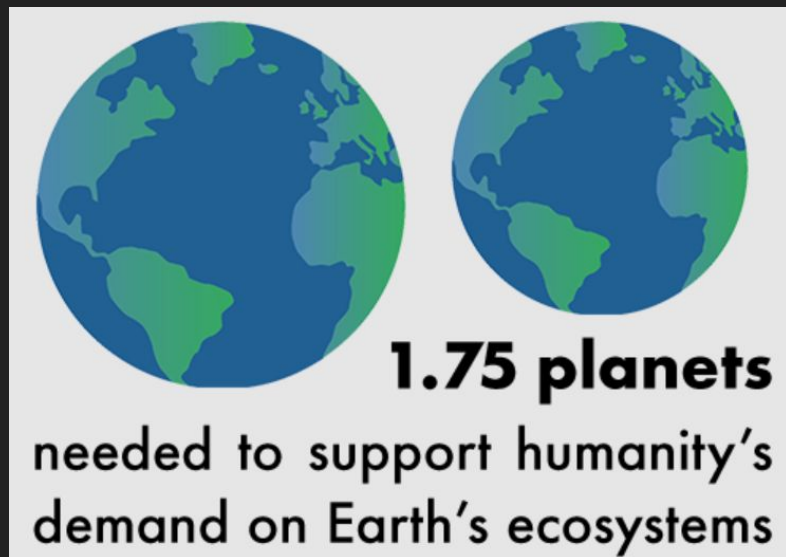 1.75 planets
needed to support humanity’s
demand on Earth’s ecosystems